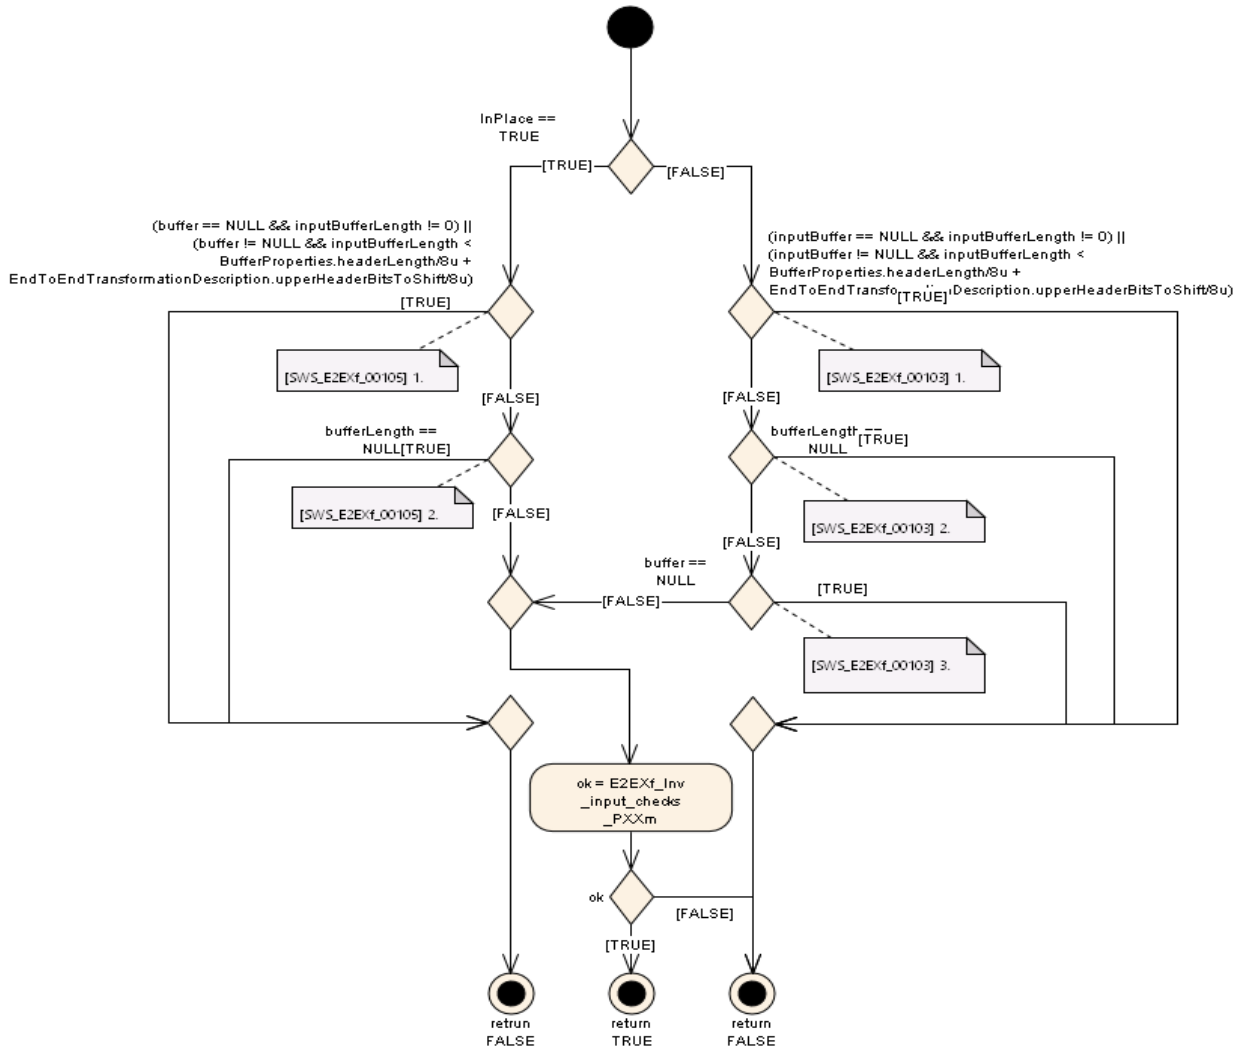 InPlace ==
TRUE
[TRUE]
[FALSE]
(buffer == NULL && inputBufferLength != 0) ||
(buffer != NULL && inputBufferLength <
BufferProperties.headerLength/8u +
EndToEndTransformationDescription.upperHeaderBitsToShift/8u)
[TRUE]
(inputBuffer == NULL && inputBufferLength != 0) ||
(inputBuffer != NULL && inputBufferLength <
BufferProperties.headerLength/8u +
Description.upperHeaderBitsToShift/8u)
[TRUE]
[SWS_E2EXf_00105] 1.
[SWS_E2EXf_00103] 1.
[FALSE]
[FALSE]
bufferLength ==
NULL[TRUE]
bufferLength ==
NULL
[TRUE]
[SWS_E2EXf_00105] 2.
[FALSE]
[SWS_E2EXf_00103] 2.
[FALSE]
buffer ==
NULL
[FALSE]
[TRUE]
[SWS_E2EXf_00103] 3.
ok = E2EXf_Inv
_input_checks
_PXXm
ok
[FALSE]
[TRUE]
retrun
FALSE
return
TRUE
return
FALSE